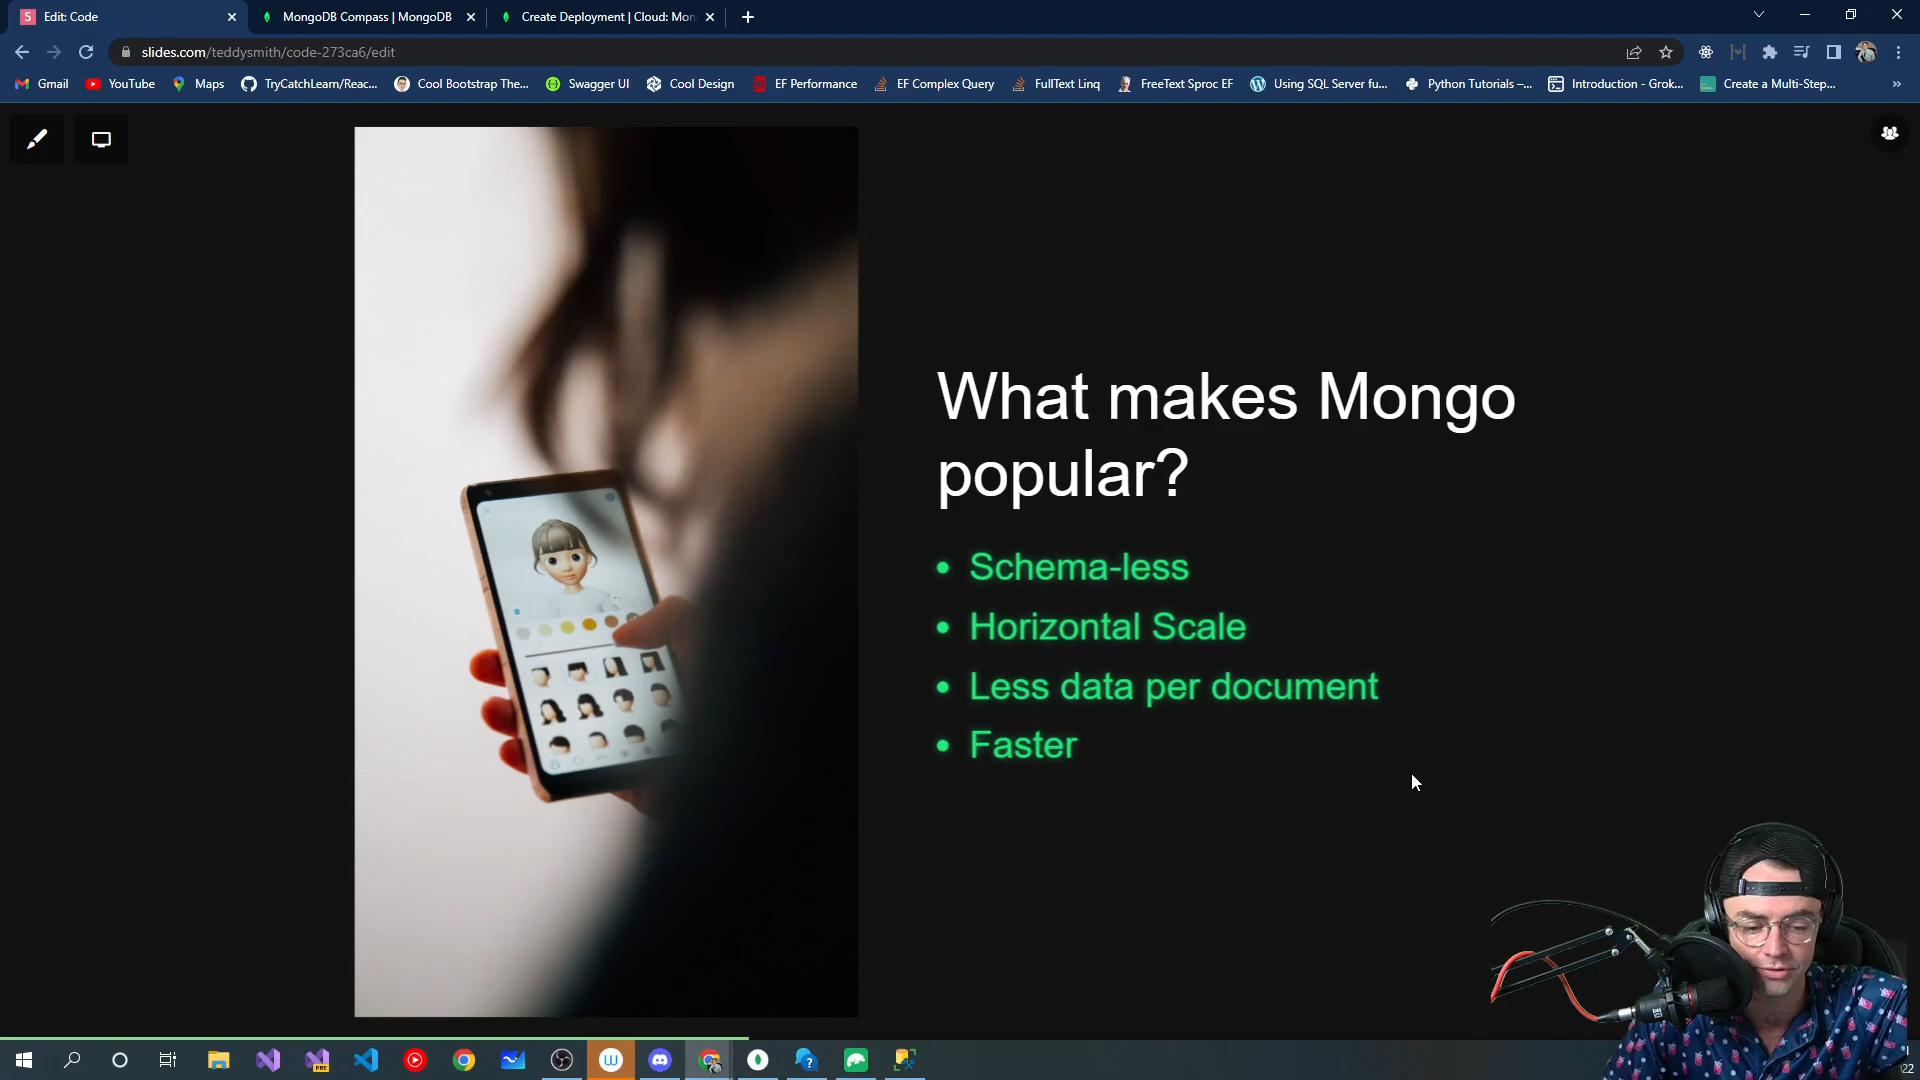 Edit: Code
MongoDB Compass | MongoDB
Create Deployment | Cloud: Mon
slides.com/teddysmith/code-273ca6/edit
Gmail
YouTube
Maps
TryCatchLearn/Reac...
Cool Bootstrap The...
Swagger UI
Cool Design
EF Performance
EF Complex Query
FullText Linq
FreeText Sproc EF
Using SQL Server fu...
Python Tutorials –...
Introduction - Grok...
Create a Multi-Step...
What makes Mongo
popular?
• Schema-less
• Horizontal Scale
• Less data per document
• Faster
PRE